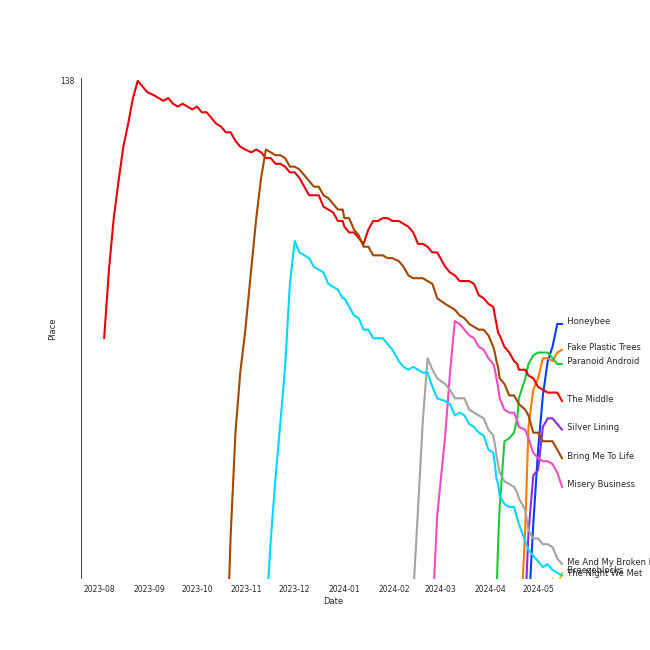 138
Place
Honeybee
Fake Plastic Trees
Paranoid Android
The Middle
Silver Lining
Bring Me To Life
Misery Business
Me And My Broken
Breezeblocks
The Night We Met
2023-08 2023-09 2023-10 2023-11 2023-12 2024-01 2024-02 2024-03 2024-04 2024-05
Date